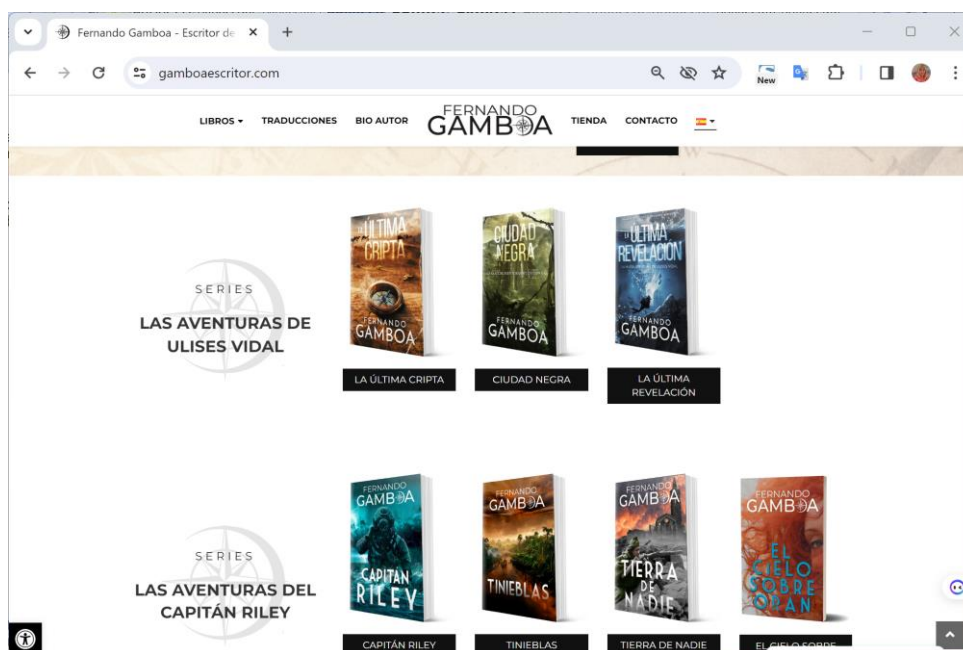 Fernando Gamboa - Escritor de
gamboaescritor.com
New
LIBROS
TRADUCCIONES
BIO AUTOR
FERNANDO
GAMBOA
TIENDA
CONTACTO
SERIES
LAS AVENTURAS DE
ULISES VIDAL
LA ÚLTIMA
CRIPTA
FERNANDO
GAMBOA
CIUDAD
NEGRA
FERNANDO
GAMBOA
LA ÚLTIMA
REVELACIÓN
FERNANDO
GAMBOA
LA ÚLTIMA CRIPTA
CIUDAD NEGRA
LA ÚLTIMA
REVELACIÓN
SERIES
LAS AVENTURAS DEL
CAPITÁN RILEY
FERNANDO
GAMBOA
CAPITÁN
RILEY
FERNANDO
GAMBOA
TINIEBLAS
FERNANDO
GAMBOA
TIERRA
DE
NADIE
FERNANDO
GAMBOA
EL
CIELO
SOBRE
ORAN
CAPITÁN RILEY
TINIEBLAS
TIERRA DE NADIE
EL CIELO SOBRE